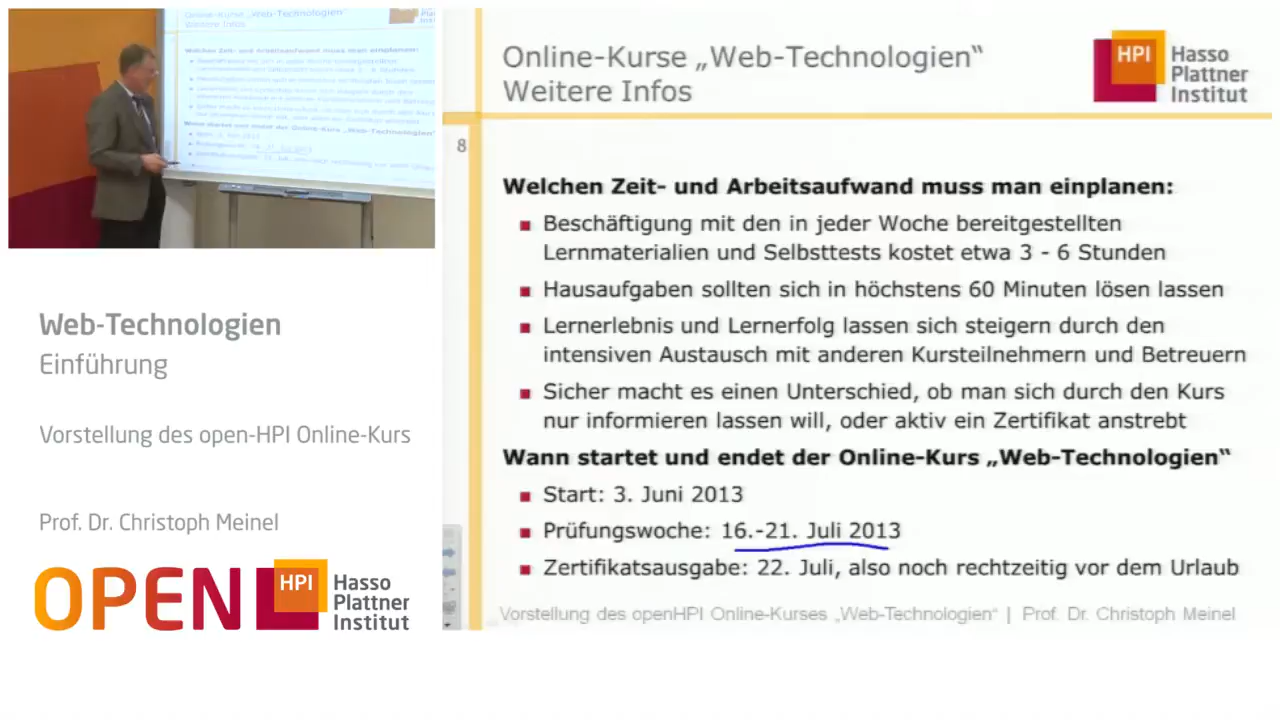 Online-Kurse „Web-Technologien“
Weitere Infos
HPI Hasso
Plattner
Institut
8
Welchen Zeit- und Arbeitsaufwand muss man einplanen:
Beschäftigung mit den in jeder Woche bereitgestellten
Lernmaterialien und Selbsttests kostet etwa 3 - 6 Stunden
Hausaufgaben sollten sich in höchstens 60 Minuten lösen lassen
Lernerlebnis und Lernerfolg lassen sich steigern durch den
intensiven Austausch mit anderen Kursteilnehmern und Betreuern
Sicher macht es einen Unterschied, ob man sich durch den Kurs
nur informieren lassen will, oder aktiv ein Zertifikat anstrebt
Wann startet und endet der Online-Kurs „Web-Technologien“
Start: 3. Juni 2013
Prüfungswoche: 16.-21. Juli 2013
Zertifikatsausgabe: 22. Juli, also noch rechtzeitig vor dem Urlaub
Vorstellung des openHPI Online-Kurses „Web-Technologien“ | Prof. Dr. Christoph Meinel
Web-Technologien
Einführung
Vorstellung des open-HPI Online-Kurs
Prof. Dr. Christoph Meinel
OPEN HPI Hasso
Plattner
Institut